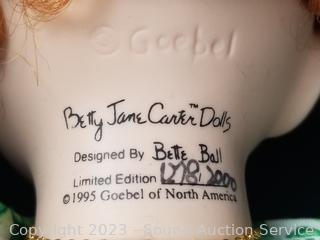 © Goebel
Betty Jane Carter™ Dolls
Designed By Bette Ball
Limited Edition 1278/2000
© 1995 Goebel of North America
Copyright 2023 - Sound Auction Service